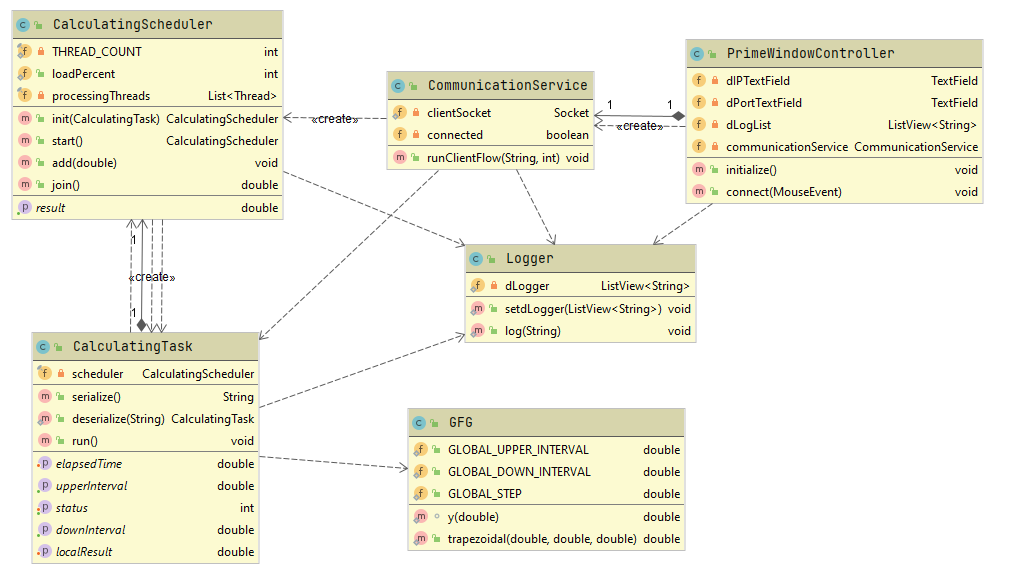 CalculatingScheduler
THREAD_COUNT int
loadPercent int
processingThreads List<Thread>
init(CalculatingTask) CalculatingScheduler
start() CalculatingScheduler
add(double) void
join() double
result double
«create»
CommunicationService
clientSocket Socket
connected boolean
runClientFlow(String, int) void
1 1
«create»
PrimeWindowController
dIPTextField TextField
dPortTextField TextField
dLogList ListView<String>
communicationService CommunicationService
initialize() void
connect(MouseEvent) void
1
«create»
1
Logger
dLogger ListView<String>
setdLogger(ListView<String>) void
log(String) void
CalculatingTask
scheduler CalculatingScheduler
serialize() String
deserialize(String) CalculatingTask
run() void
elapsedTime double
upperInterval double
status int
downInterval double
localResult double
GFG
GLOBAL_UPPER_INTERVAL double
GLOBAL_DOWN_INTERVAL double
GLOBAL_STEP double
y(double) double
trapezoidal(double, double, double) double